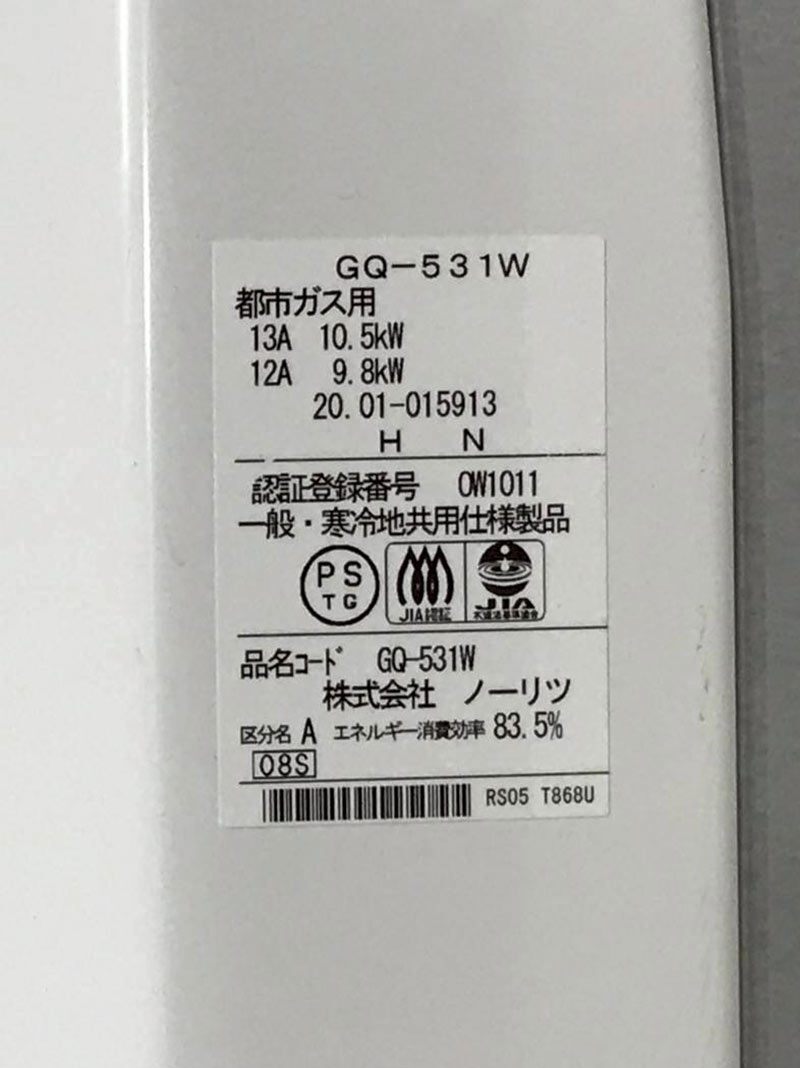 GQ-531W
都市ガス用
13A 10.5kW
12A 9.8kW
20.01-015913
H N
認証登録番号 0W1011
一般・寒冷地共用仕様製品
PS
TG
JIA認証
JIA
品名コード GQ-531W
株式会社 ノーリツ
区分名 A エネルギー消費効率 83.5%
08S
RS05 T868U